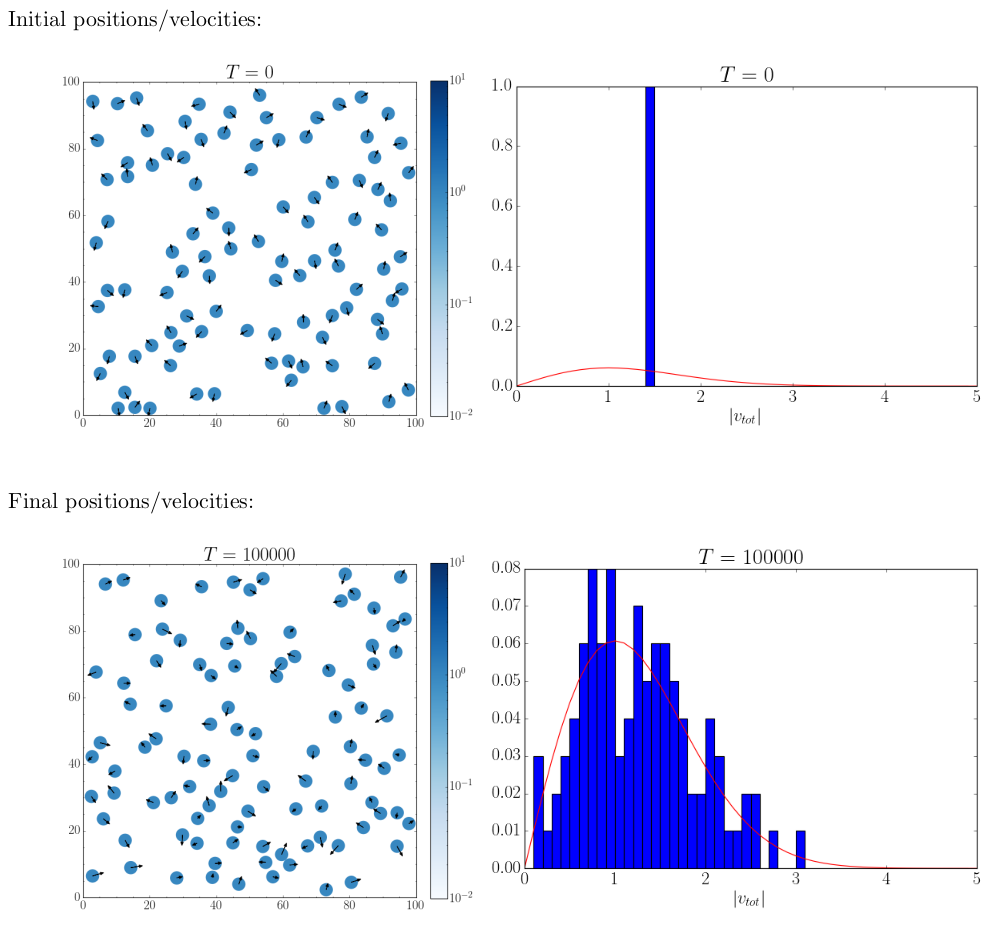 Initial positions/velocities:
T = 0
100
80
60
40
20
0
0 20 40 60 80 100
10^1
10^0
10^-1
10^-2
T = 0
1.0
0.8
0.6
0.4
0.2
0.0
0 1 2 3 4 5
|v_tot|
Final positions/velocities:
T = 100000
100
80
60
40
20
0
0 20 40 60 80 100
10^1
10^0
10^-1
10^-2
T = 100000
0.08
0.07
0.06
0.05
0.04
0.03
0.02
0.01
0.00
0 1 2 3 4 5
|v_tot|